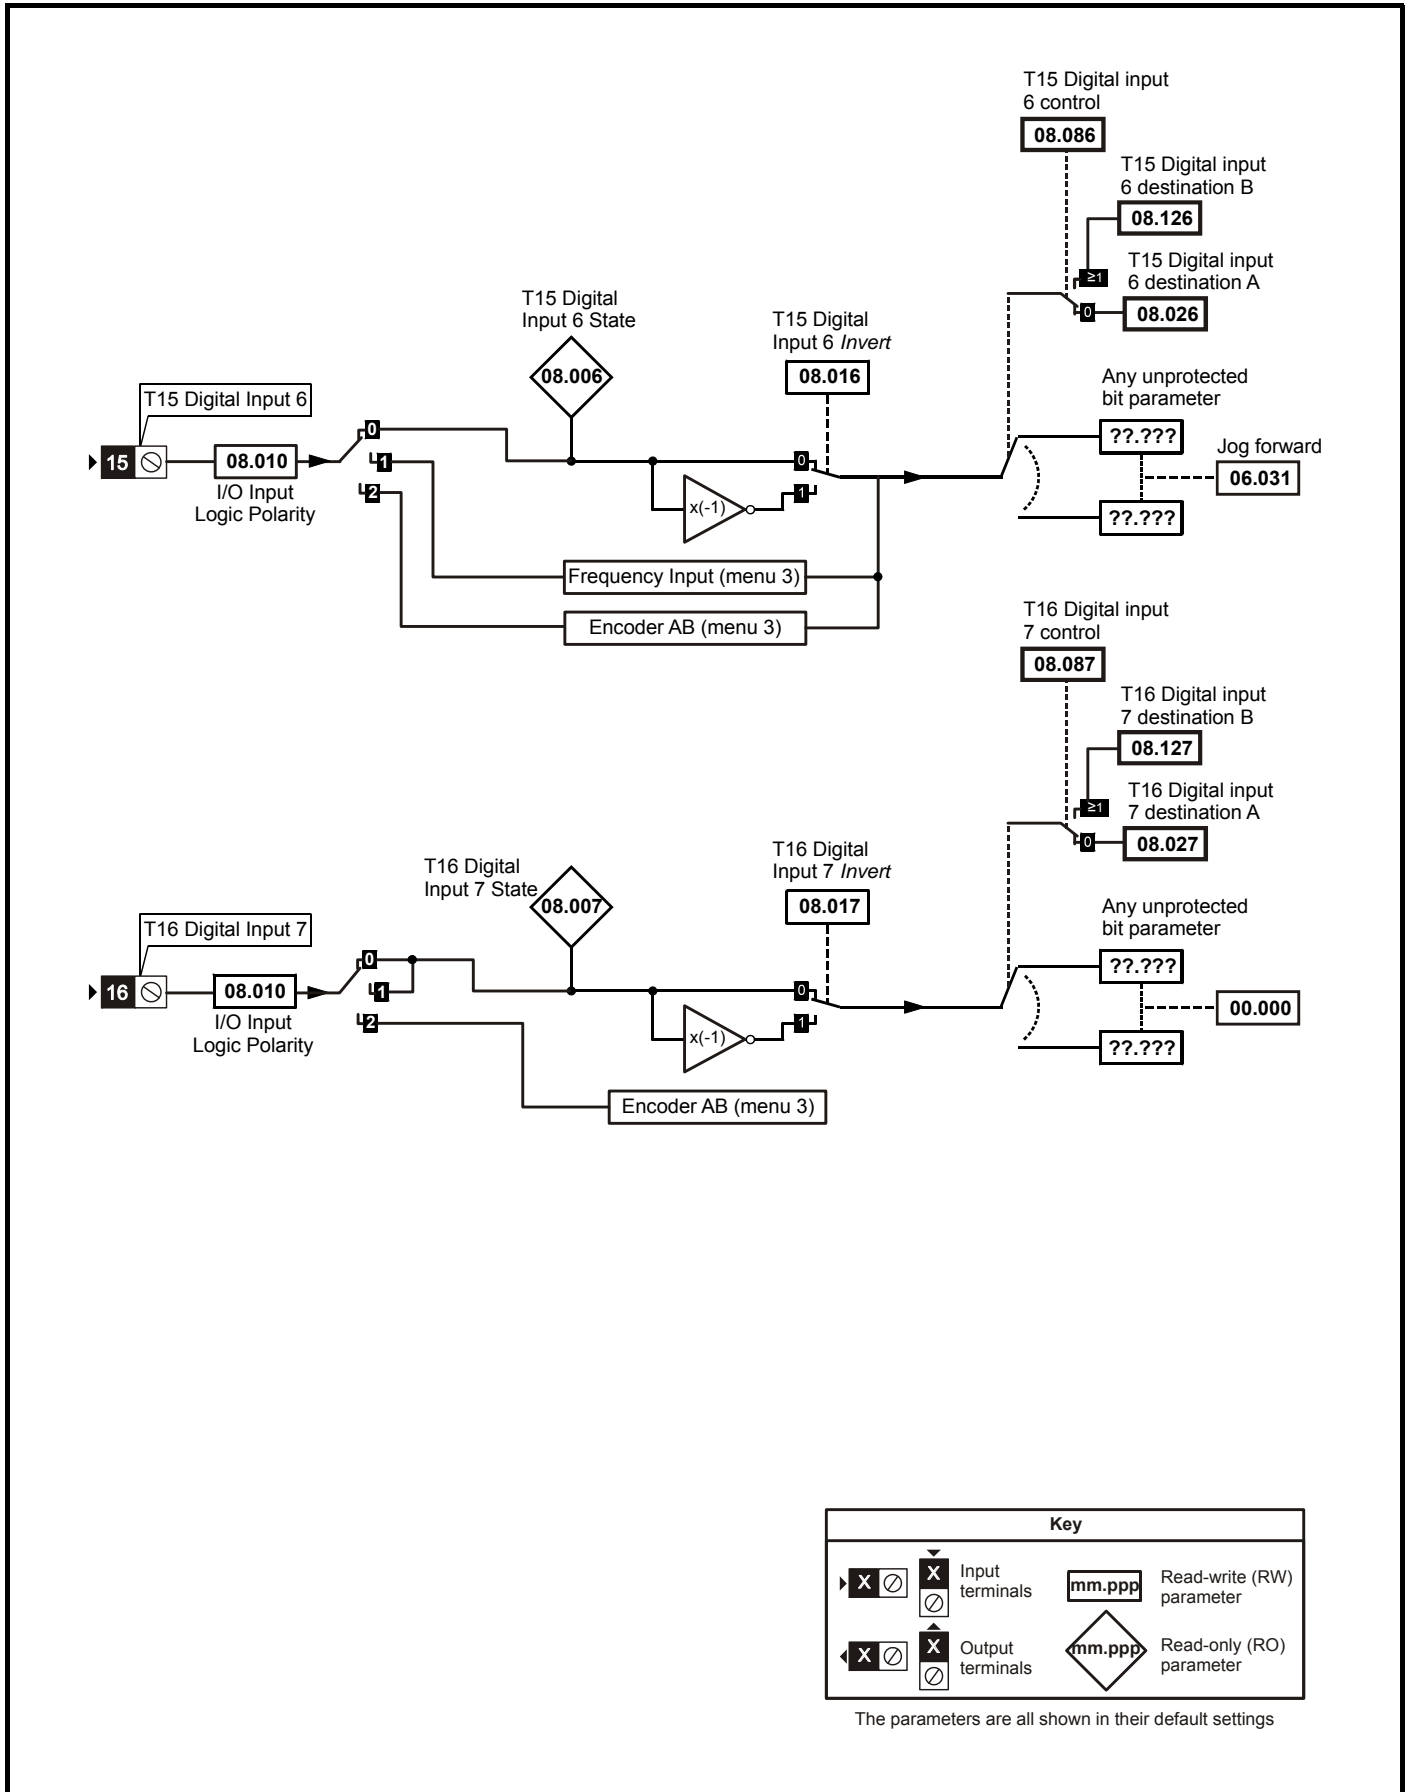 T15 Digital input
6 control
08.086
T15 Digital input
6 destination B
08.126
≥1
T15 Digital input
6 destination A
0
08.026
T15 Digital
Input 6 State
08.006
T15 Digital
Input 6 Invert
08.016
Any unprotected
bit parameter
??.???
Jog forward
06.031
??.???
T15 Digital Input 6
15
08.010
I/O Input
Logic Polarity
0
1
2
0
1
x(-1)
Frequency Input (menu 3)
Encoder AB (menu 3)
T16 Digital input
7 control
08.087
T16 Digital input
7 destination B
08.127
≥1
T16 Digital input
7 destination A
0
08.027
T16 Digital
Input 7 State
08.007
T16 Digital
Input 7 Invert
08.017
Any unprotected
bit parameter
??.???
00.000
??.???
T16 Digital Input 7
16
08.010
I/O Input
Logic Polarity
0
1
2
0
1
x(-1)
Encoder AB (menu 3)
Key
X
X
Input
terminals
mm.ppp
Read-write (RW)
parameter
X
X
Output
terminals
mm.ppp
Read-only (RO)
parameter
The parameters are all shown in their default settings